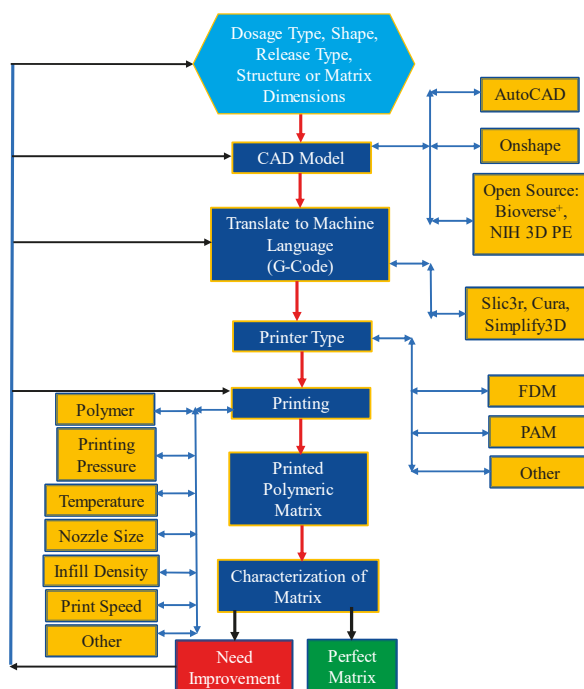 Dosage Type, Shape,
Release Type,
Structure or Matrix
Dimensions
AutoCAD
CAD Model
Onshape
Open Source:
Bioverse⁺,
NIH 3D PE
Translate to Machine
Language
(G-Code)
Slic3r, Cura,
Simplify3D
Printer Type
FDM
PAM
Other
Printing
Polymer
Printing
Pressure
Temperature
Nozzle Size
Infill Density
Print Speed
Other
Printed
Polymeric
Matrix
Characterization of
Matrix
Need
Improvement
Perfect
Matrix